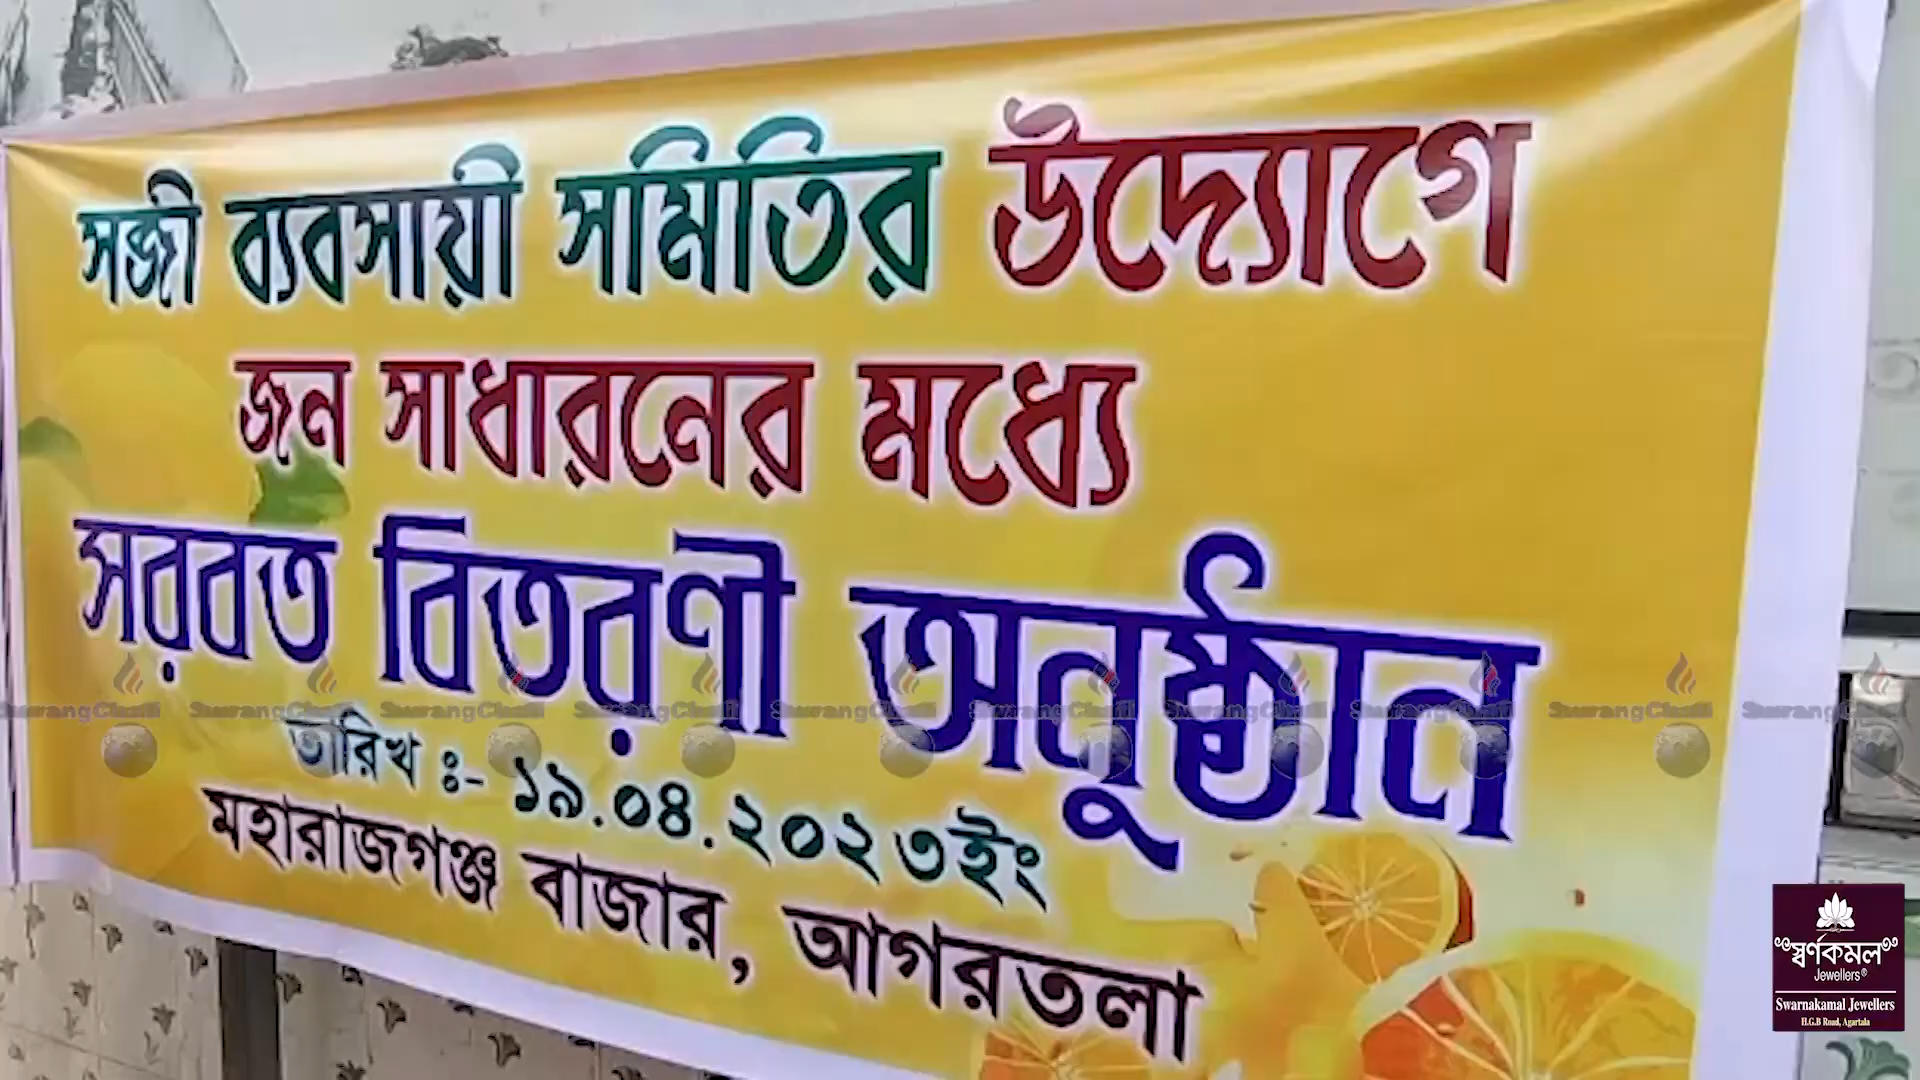 সব্জী ব্যবসায়ী সমিতির উদ্যোগে
জন সাধারনের মধ্যে
সরবত বিতরণী অনুষ্ঠান
তারিখ :- ১৯.০৪.২০২৩ইং
মহারাজগঞ্জ বাজার, আগরতলা
স্বর্ণকমল
Jewellers®
Swarnakamal Jewellers
H.G.B Road, Agartala